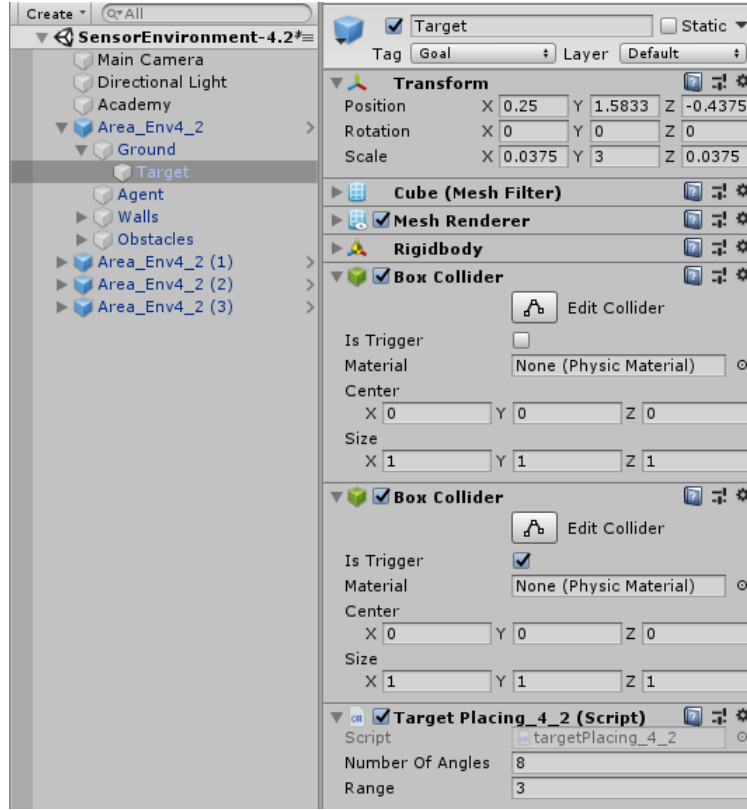 Create All
SensorEnvironment-4.2*
Main Camera
Directional Light
Academy
Area_Env4_2
Ground
Target
Agent
Walls
Obstacles
Area_Env4_2 (1)
Area_Env4_2 (2)
Area_Env4_2 (3)
Target Static
Tag Goal Layer Default
Transform
Position X 0.25 Y 1.5833 Z -0.4375
Rotation X 0 Y 0 Z 0
Scale X 0.0375 Y 3 Z 0.0375
Cube (Mesh Filter)
Mesh Renderer
Rigidbody
Box Collider
Edit Collider
Is Trigger
Material None (Physic Material)
Center
X 0 Y 0 Z 0
Size
X 1 Y 1 Z 1
Box Collider
Edit Collider
Is Trigger
Material None (Physic Material)
Center
X 0 Y 0 Z 0
Size
X 1 Y 1 Z 1
C# Target Placing_4_2 (Script)
Script targetPlacing_4_2
Number Of Angles 8
Range 3